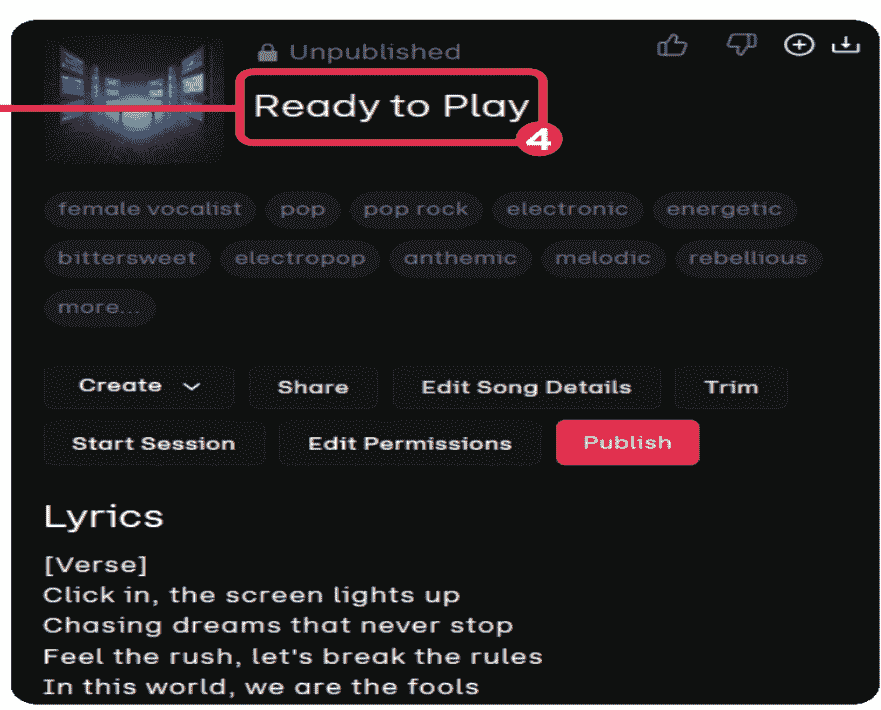 Unpublished
Ready to Play
4
female vocalist pop pop rock electronic energetic
bittersweet electropop anthemic melodic rebellious
more...
Create Share Edit Song Details Trim
Start Session Edit Permissions Publish
Lyrics
[Verse]
Click in, the screen lights up
Chasing dreams that never stop
Feel the rush, let's break the rules
In this world, we are the fools